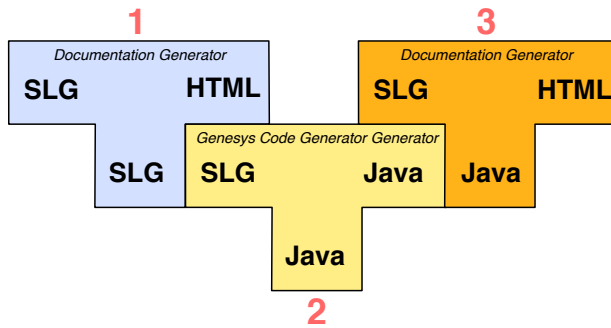 1
3
Documentation Generator
Documentation Generator
SLG
HTML
SLG
HTML
Genesys Code Generator Generator
SLG
SLG
Java
Java
Java
2